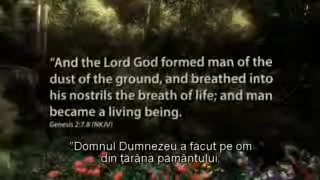 "And the Lord God formed man of the
dust of the ground, and breathed into
his nostrils the breath of life; and man
became a living being.
Genesis 2:7,8 (NKJV)
"Domnul Dumnezeu a făcut pe om
din ţărâna pământului.